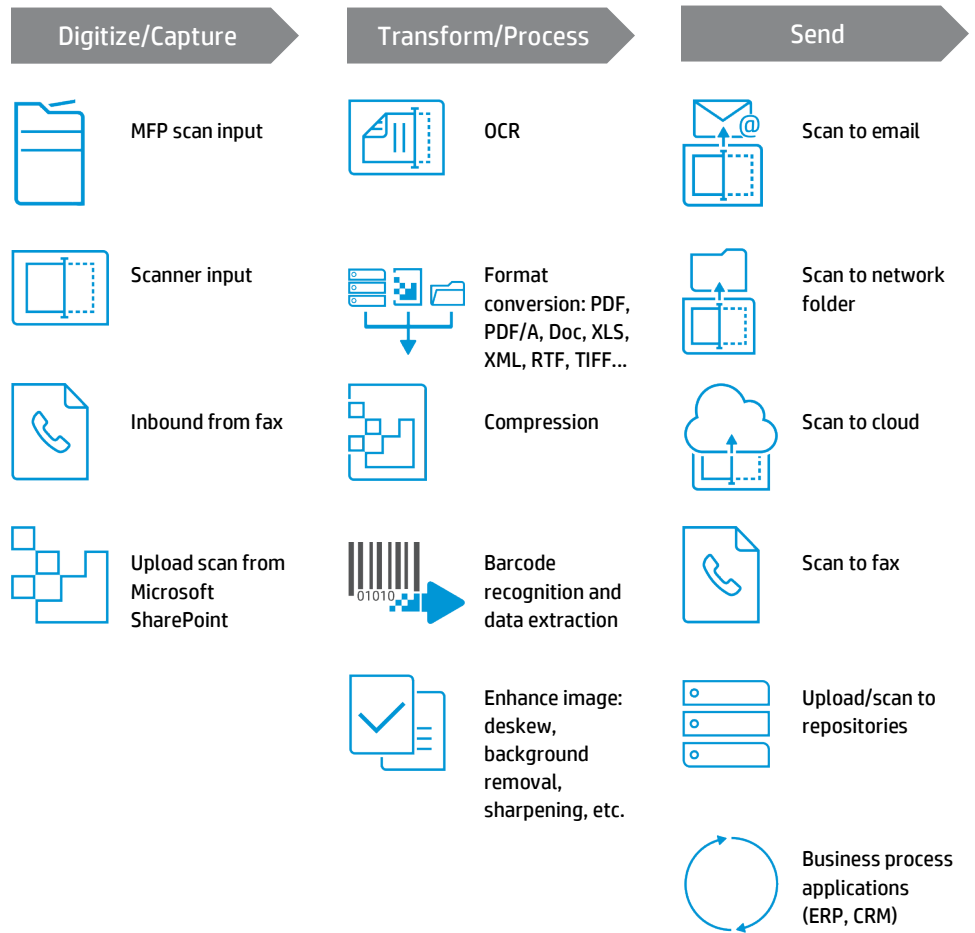 Digitize/Capture
MFP scan input
Scanner input
Inbound from fax
Upload scan from
Microsoft
SharePoint
Transform/Process
OCR
Format
conversion: PDF,
PDF/A, Doc, XLS,
XML, RTF, TIFF...
Compression
01010
Barcode
recognition and
data extraction
Enhance image:
deskew,
background
removal,
sharpening, etc.
Send
@
Scan to email
Scan to network
folder
Scan to cloud
Scan to fax
Upload/scan to
repositories
Business process
applications
(ERP, CRM)